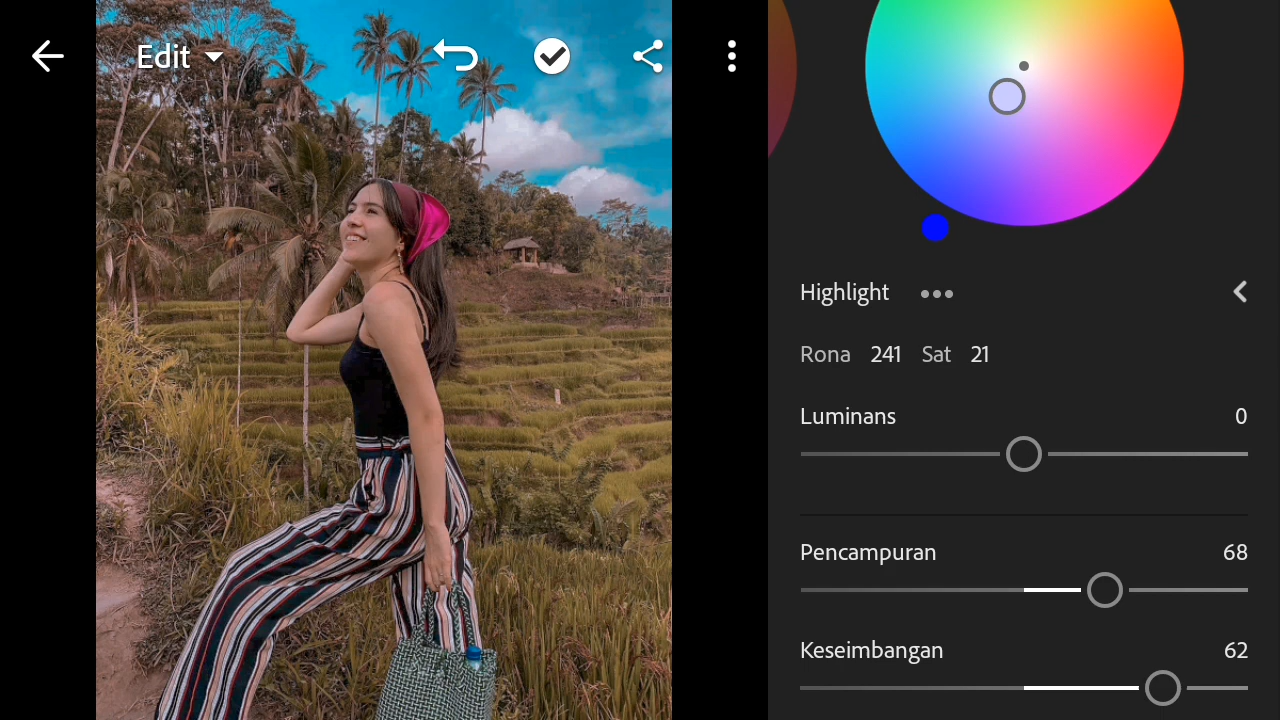 Edit
Highlight
Rona 241 Sat 21
Luminans 0
Pencampuran 68
Keseimbangan 62